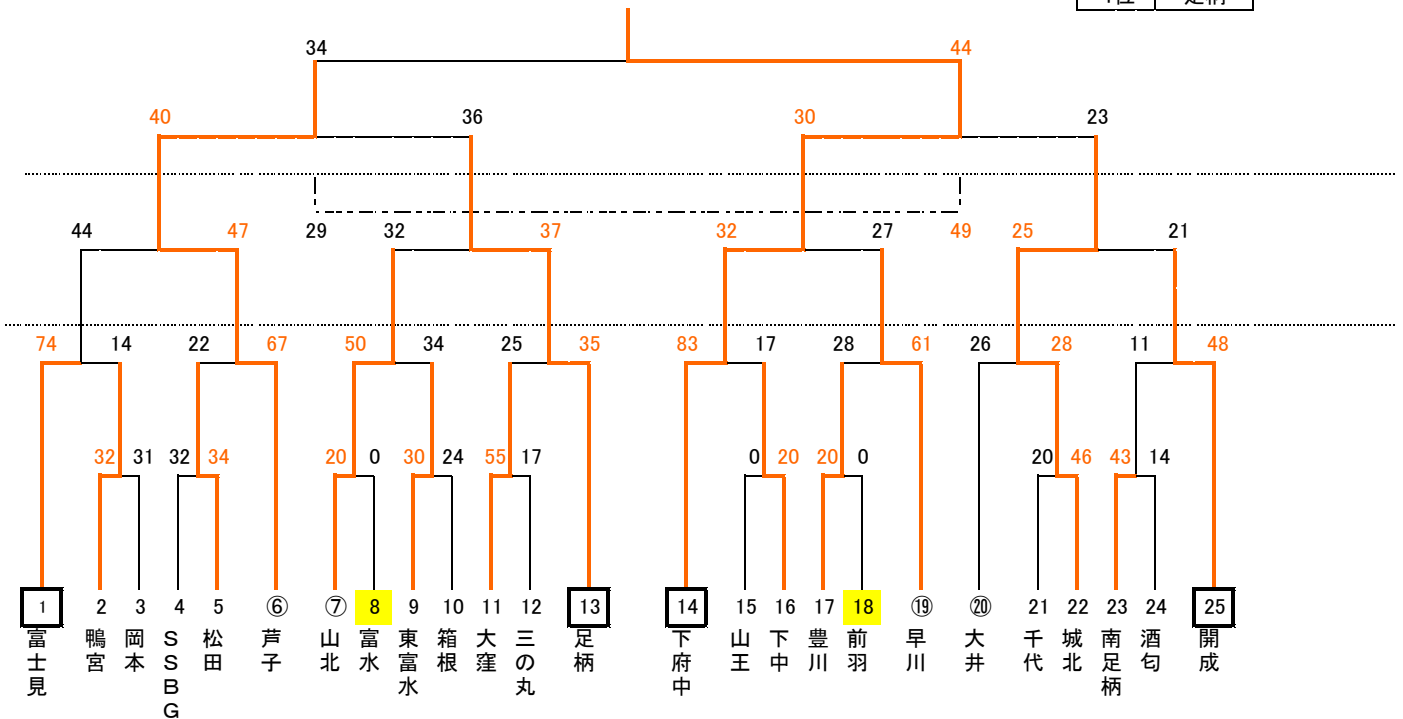 4位 足柄
34 44
40 36 30 23
44 47 29 32 37 32 27 49 25 21
74 14 22 67 50 34 25 35 83 17 28 61 26 28 11 48
32 31 32 34 20 0 30 24 55 17 0 20 20 0 20 46 43 14
1 2 3 4 5 ⑥ ⑦ 8 9 10 11 12 13 14 15 16 17 18 ⑲ ⑳ 21 22 23 24 25
富士見
鴨宮
岡本
SSBG
松田
芦子
山北
富水
東富水
箱根
大窪
三の丸
足柄
下府中
山王
下中
豊川
前羽
早川
大井
千代
城北
南足柄
酒匂
開成